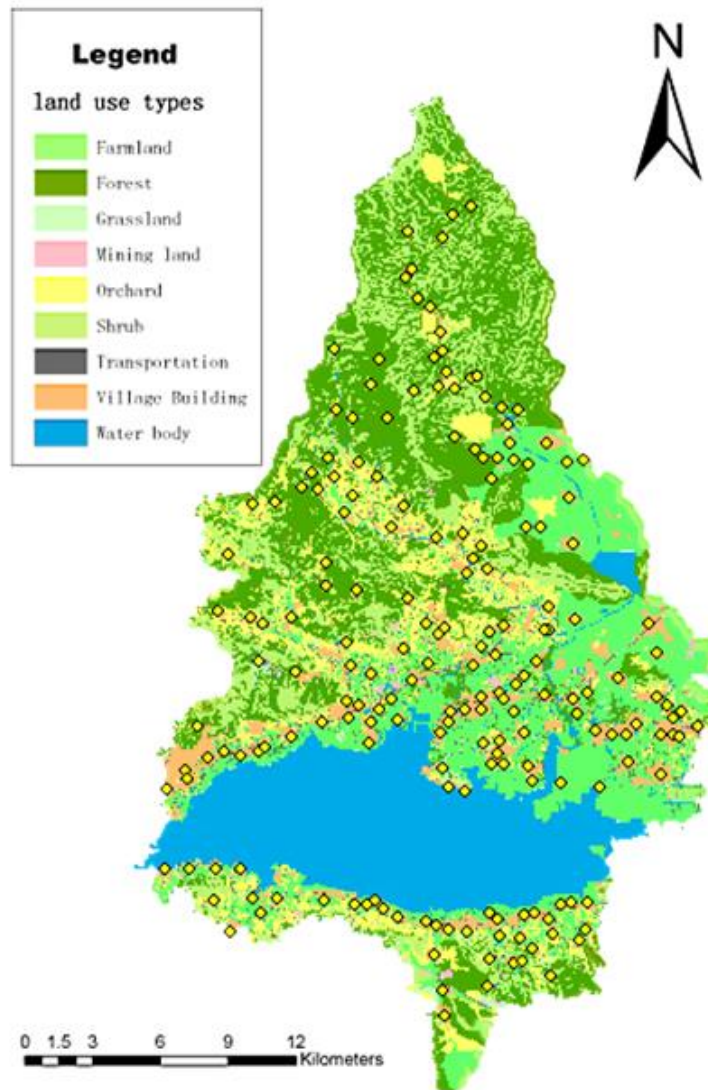 Legend
N
land use types
Farmland
Forest
Grassland
Mining land
Orchard
Shrub
Transportation
Village Building
Water body
0 1.5 3 6 9 12
Kilometers